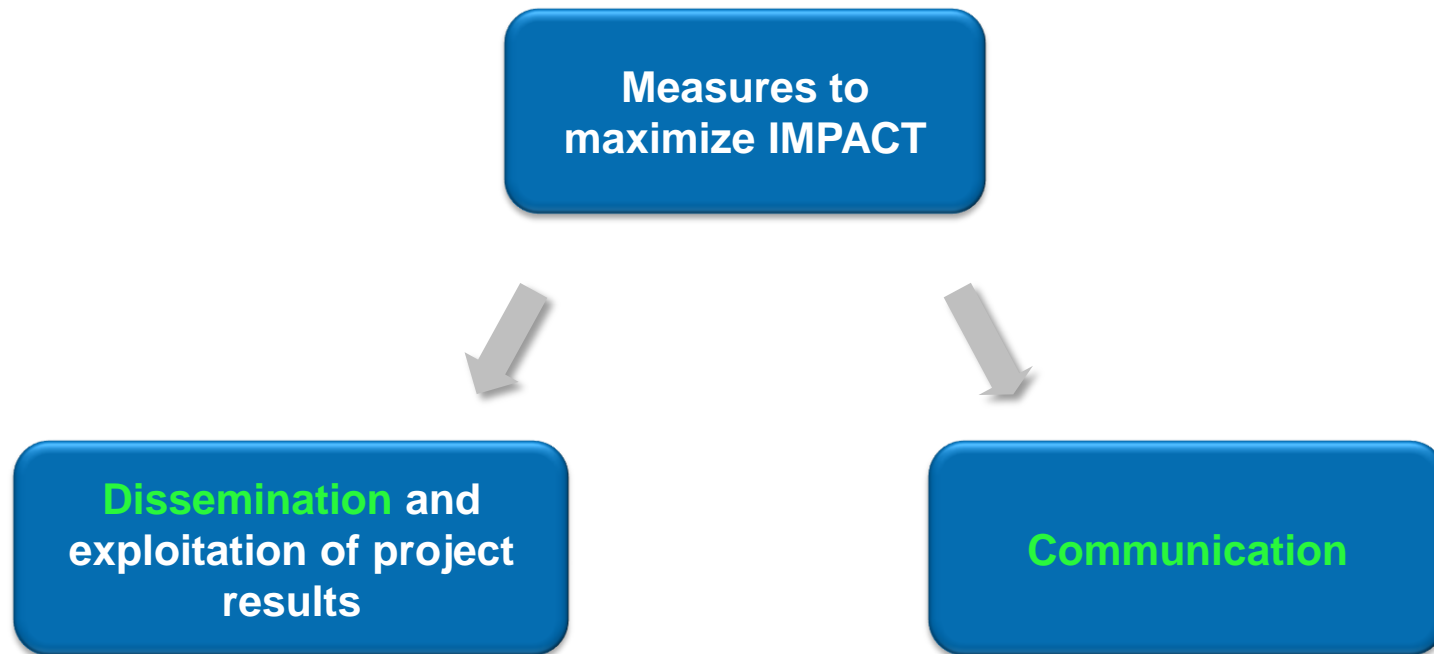 Measures to
maximize IMPACT
Dissemination and
exploitation of project
results
Communication